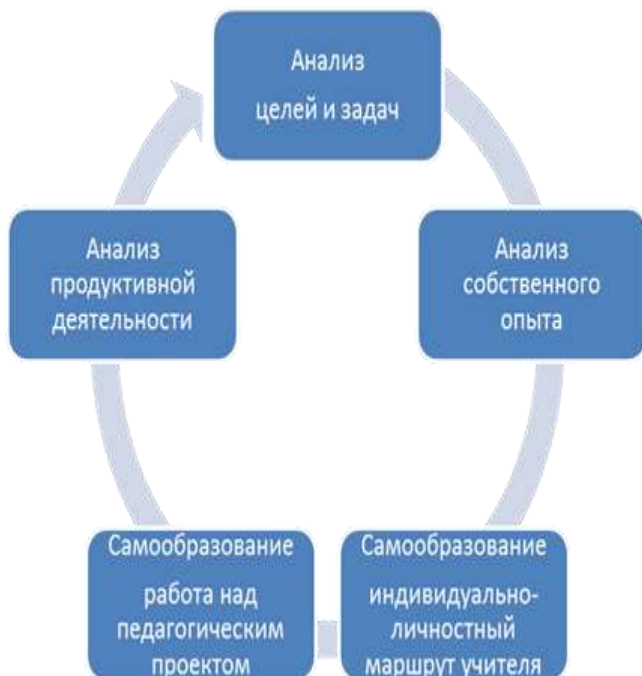 Анализ
целей и задач
Анализ
собственного
опыта
Самообразование
индивидуально-
личностный
маршрут учителя
Самообразование
работа над
педагогическим
проектом
Анализ
продуктивной
деятельности